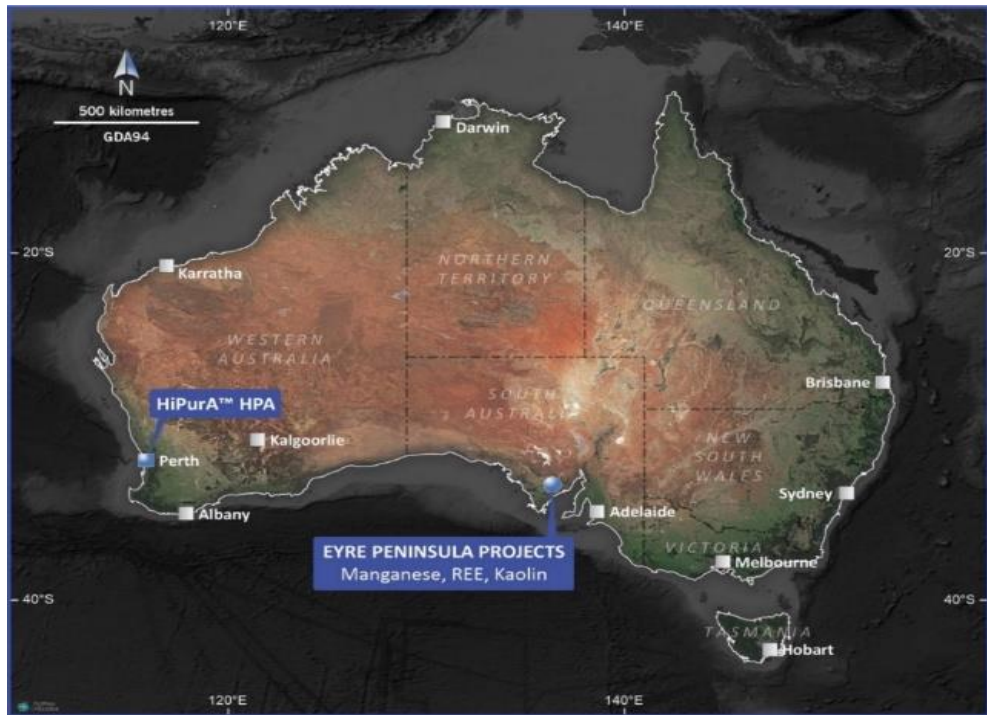 120°E
140°E
N
500 kilometres
GDA94
Darwin
20°S
20°S
Karratha
NORTHERN
TERRITORY
QUEENSLAND
WESTERN
AUSTRALIA
Brisbane
SOUTH
AUSTRALIA
HiPurA™ HPA
Kalgoorlie
NEW
SOUTH
WALES
Perth
Sydney
Albany
Adelaide
EYRE PENINSULA PROJECTS
Manganese, REE, Kaolin
VICTORIA
Melbourne
40°S
40°S
TASMANIA
Hobart
120°E
140°E